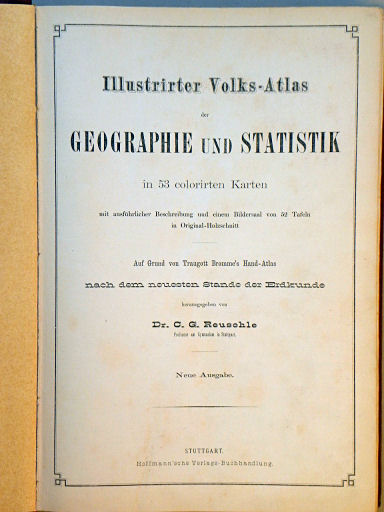 Illustrirter Volks-Atlas
der
GEOGRAPHIE UND STATISTIK
in 53 colorirten Karten
mit ausführlicher Beschreibung und einem Bildersaal von 52 Tafeln
in Original-Holzschnitt
Auf Grund von Traugott Bromme's Hand-Atlas
nach dem neuesten Stande der Erdkunde
herausgegeben von
Dr. C. G. Reuschle
Professor am Gymnasium in Stuttgart.
Neue Ausgabe.
STUTTGART.
Hoffmann'sche Verlags-Buchhandlung.